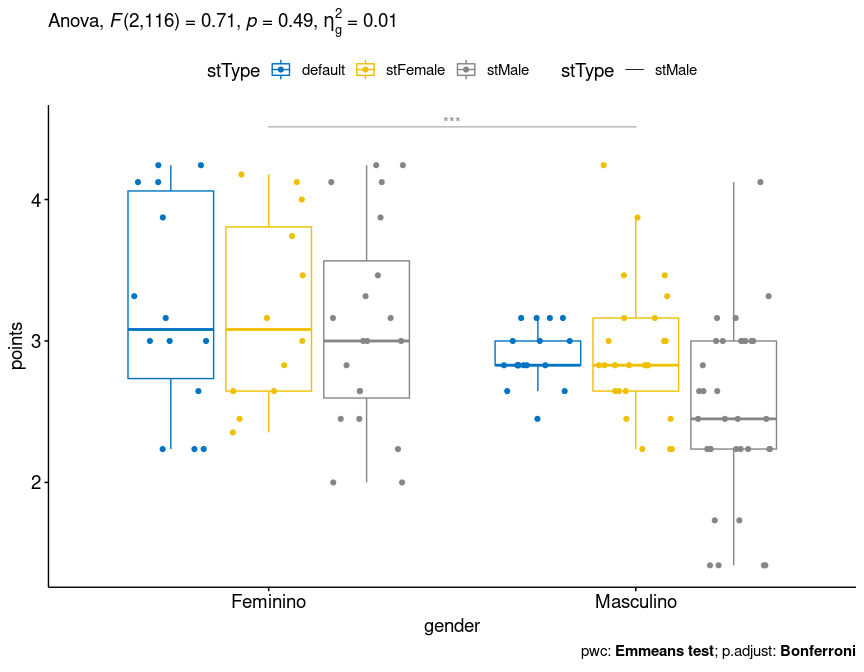 Anova, F(2,116) = 0.71, p = 0.49, η²g = 0.01
stType default stFemale stMale stType stMale
***
4
3
2
points
Feminino Masculino
gender
pwc: Emmeans test; p.adjust: Bonferroni